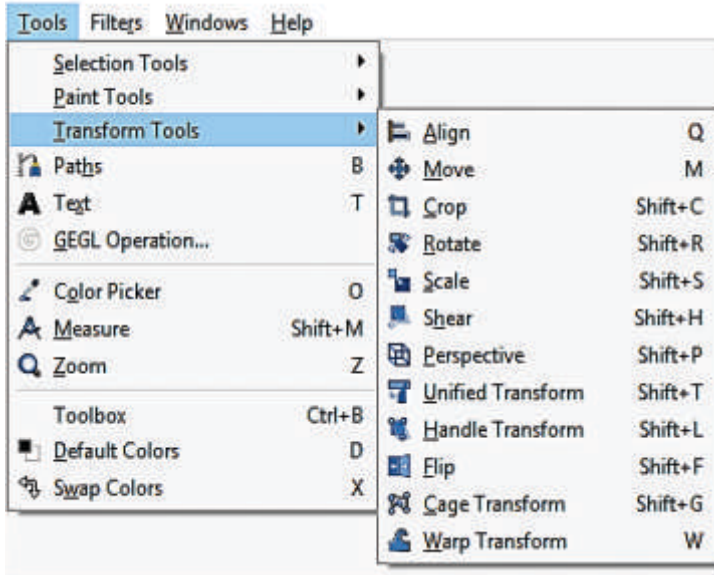 Tools Filters Windows Help
Selection Tools
Paint Tools
Transform Tools
Paths B
Text T
GEGL Operation...
Color Picker O
Measure Shift+M
Zoom Z
Toolbox Ctrl+B
Default Colors D
Swap Colors X
Align Q
Move M
Crop Shift+C
Rotate Shift+R
Scale Shift+S
Shear Shift+H
Perspective Shift+P
Unified Transform Shift+T
Handle Transform Shift+L
Flip Shift+F
Cage Transform Shift+G
Warp Transform W